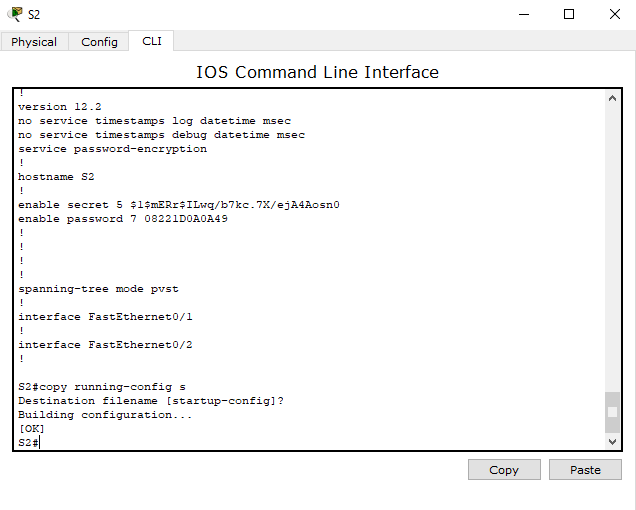 S2
Physical Config CLI
IOS Command Line Interface
!
version 12.2
no service timestamps log datetime msec
no service timestamps debug datetime msec
service password-encryption
!
hostname S2
!
enable secret 5 $1$mERr$ILwq/b7kc.7X/ejA4Aosn0
enable password 7 08221D0A0A49
!
!
!
!
spanning-tree mode pvst
!
interface FastEthernet0/1
!
interface FastEthernet0/2
!
S2#copy running-config s
Destination filename [startup-config]?
Building configuration...
[OK]
S2#
Copy Paste